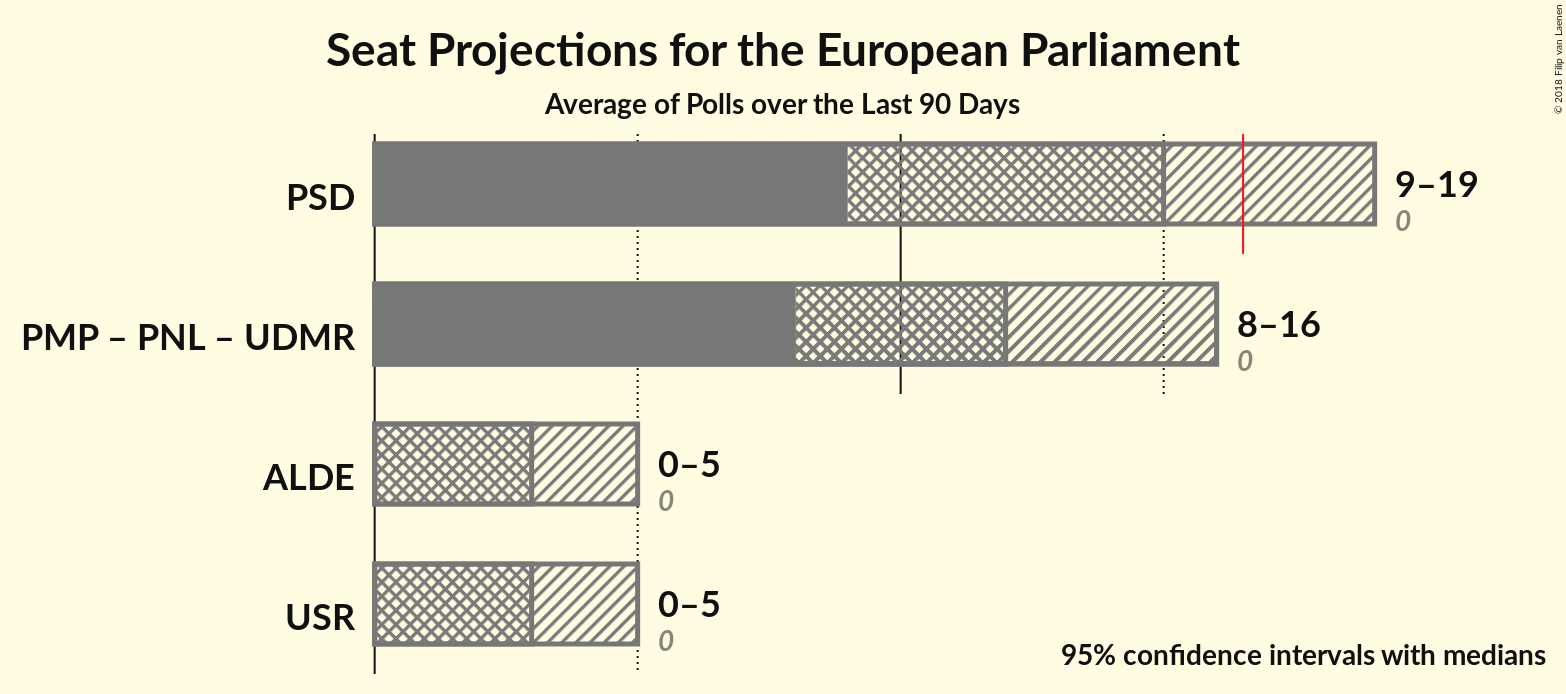 Seat Projections for the European Parliament
Average of Polls over the Last 90 Days
PSD
9–19
0
PMP – PNL – UDMR
8–16
0
ALDE
0–5
0
USR
0–5
0
95% confidence intervals with medians
© 2018 Filip van Laenen